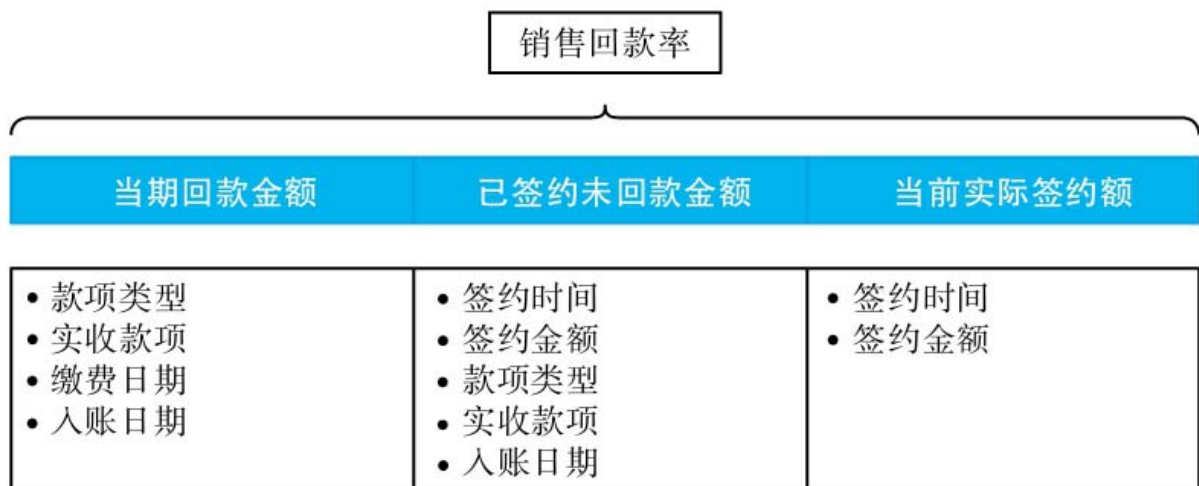 销售回款率
当期回款金额
已签约未回款金额
当前实际签约额
• 款项类型
• 实收款项
• 缴费日期
• 入账日期
• 签约时间
• 签约金额
• 款项类型
• 实收款项
• 入账日期
• 签约时间
• 签约金额